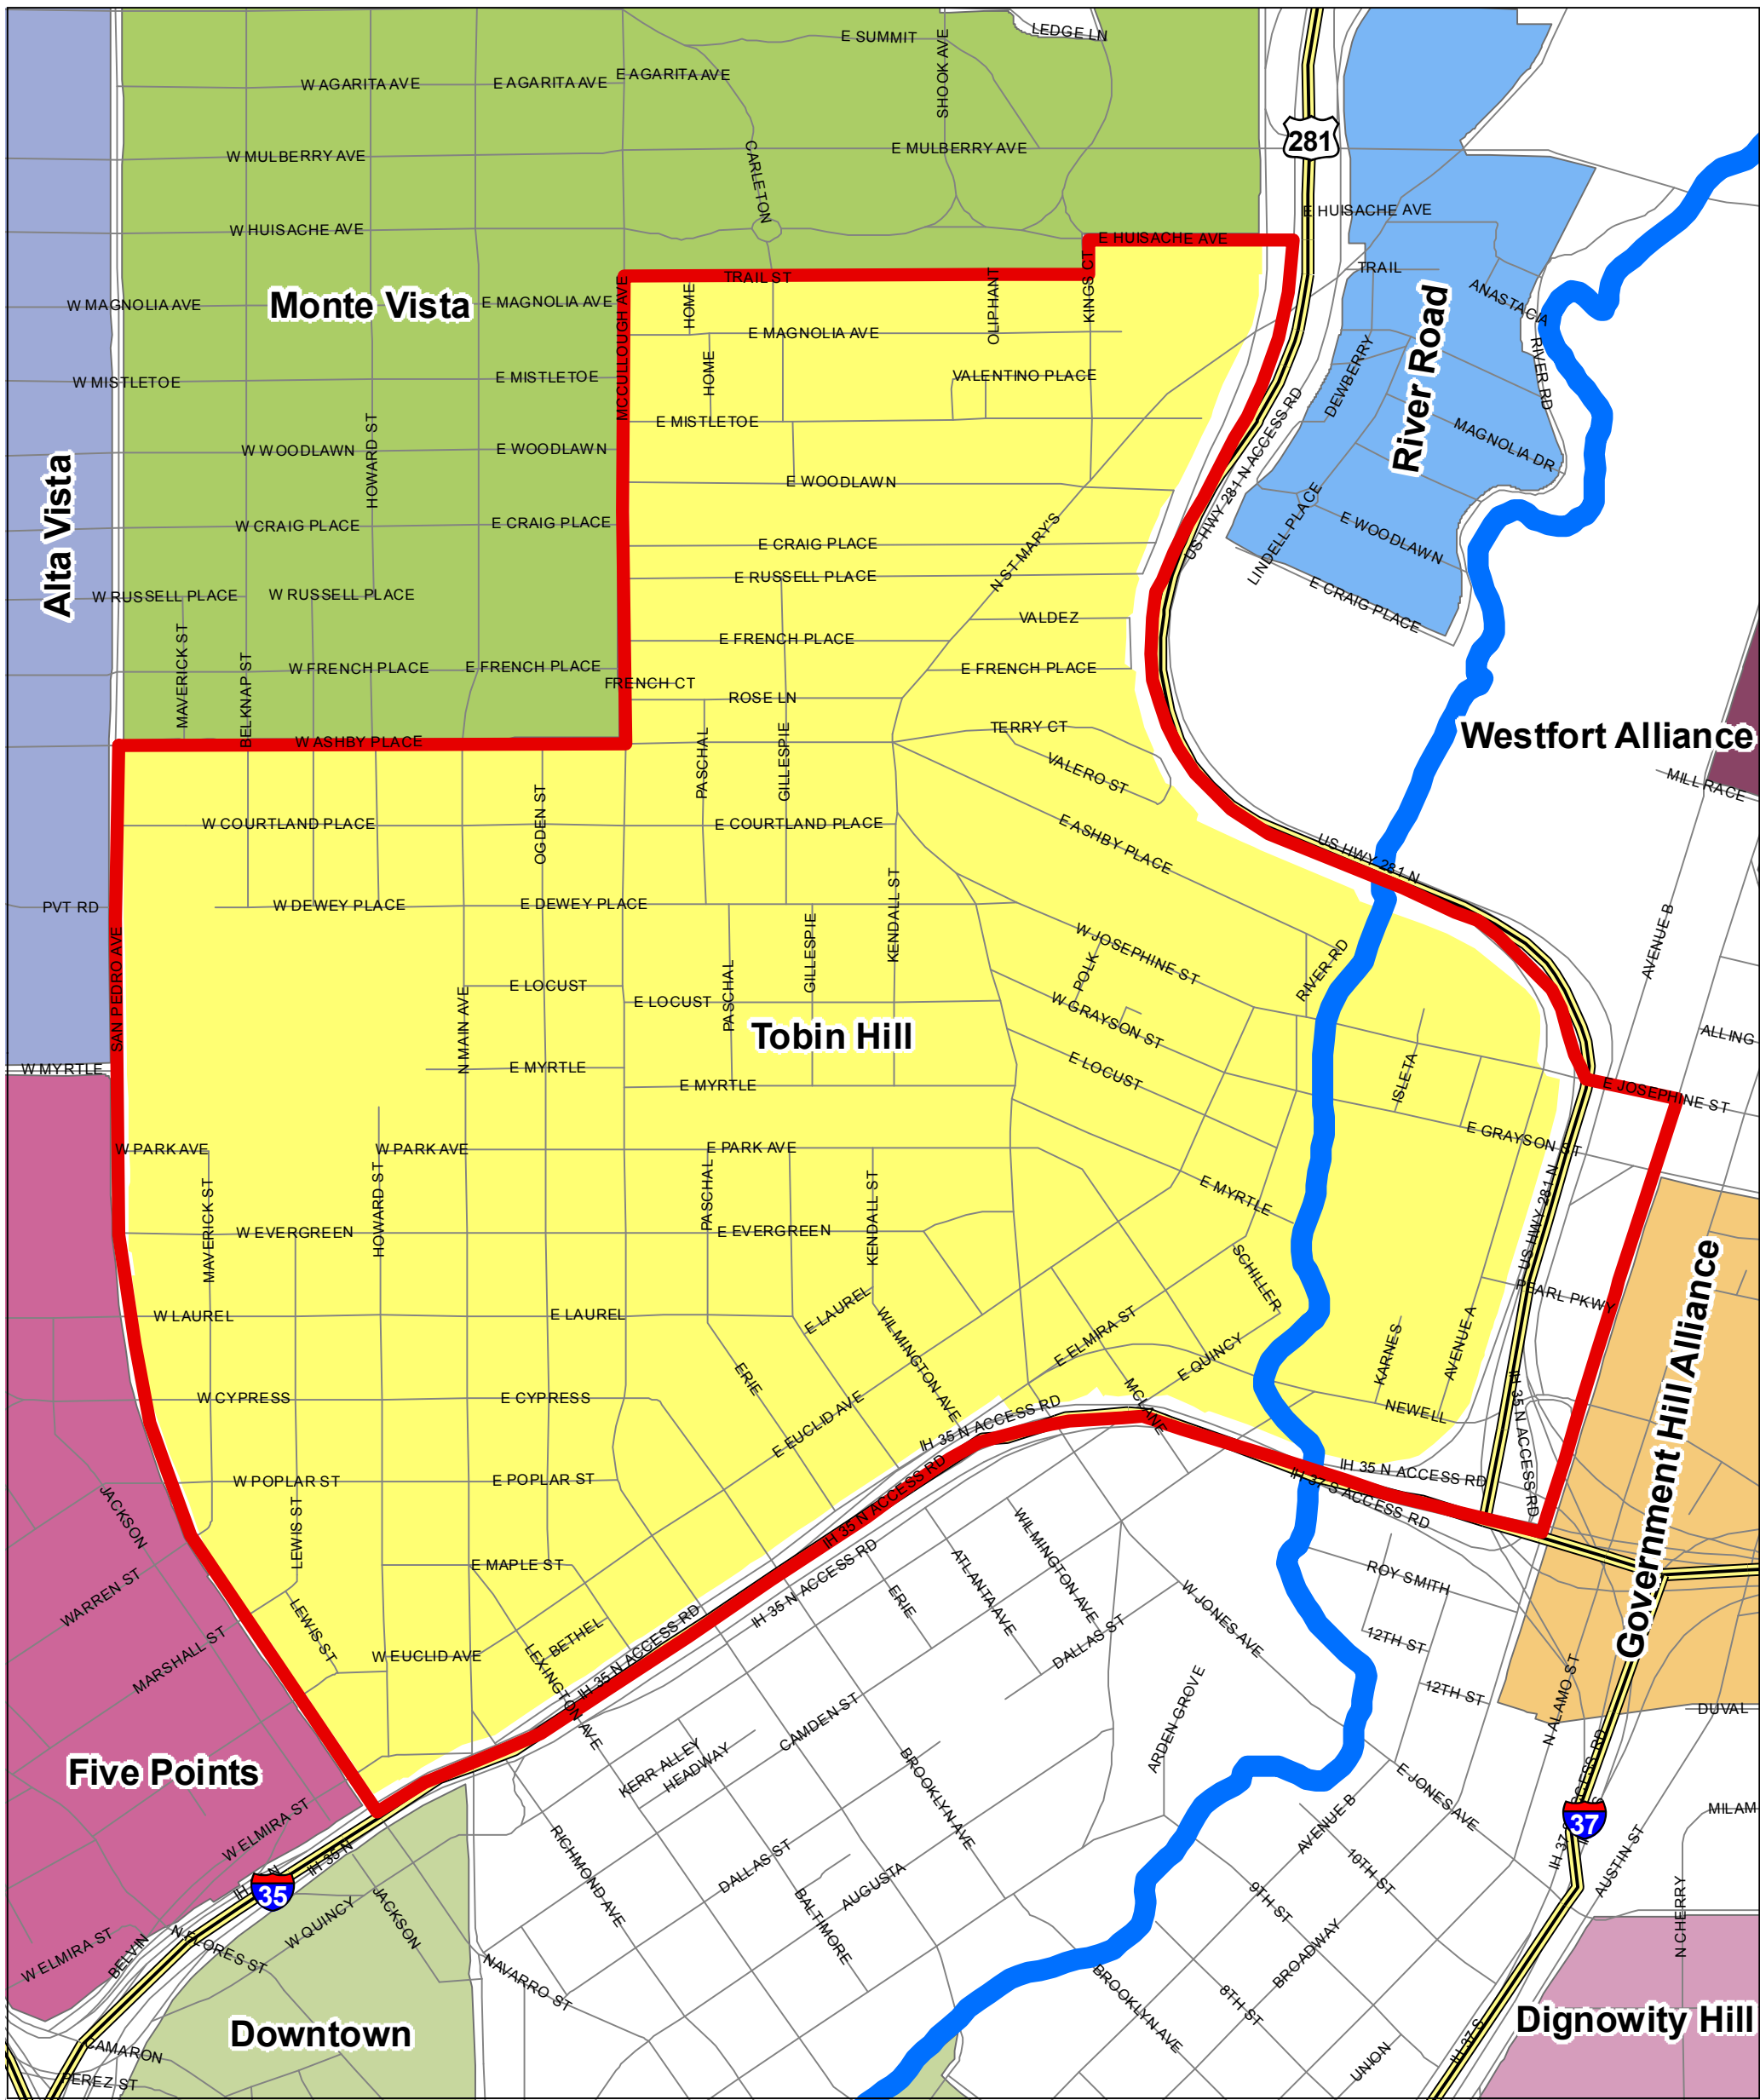 LEDGE LN
E SUMMIT
SHOOK AVE
W AGARITA AVE
E AGARITA AVE
E AGARITA AVE
281
W MULBERRY AVE
E MULBERRY AVE
CARLETON
E HUISACHE AVE
W HUISACHE AVE
E HUISACHE AVE
TRAIL
TRAIL ST
KINGS CT
ANASTACIA
W MAGNOLIA AVE
Monte Vista
E MAGNOLIA AVE
MCCULLOUGH AVE
HOME
OLIPHANT
E MAGNOLIA AVE
River Road
RIVER RD
DEWBERRY
W MISTLETOE
E MISTLETOE
HOME
VALENTINO PLACE
E MISTLETOE
US HWY 281 N ACCESS RD
MAGNOLIA DR
W WOODLAWN
HOWARD ST
E WOODLAWN
E WOODLAWN
Alta Vista
W CRAIG PLACE
E CRAIG PLACE
E CRAIG PLACE
N ST MARY'S
LINDELL PLACE
E WOODLAWN
E RUSSELL PLACE
W RUSSELL PLACE
W RUSSELL PLACE
E CRAIG PLACE
VALDEZ
MAVERICK ST
BELKNAP ST
E FRENCH PLACE
W FRENCH PLACE
E FRENCH PLACE
E FRENCH PLACE
FRENCH CT
ROSE LN
TERRY CT
Westfort Alliance
W ASHBY PLACE
PASCHAL
GILLESPIE
VALERO ST
MILL RACE
W COURTLAND PLACE
OGDEN ST
E COURTLAND PLACE
E ASHBY PLACE
US HWY 281 N
PVT RD
W DEWEY PLACE
E DEWEY PLACE
KENDALL ST
AVENUE B
SAN PEDRO AVE
GILLESPIE
W JOSEPHINE ST
POLK
RIVER RD
E LOCUST
E LOCUST
PASCHAL
N MAIN AVE
Tobin Hill
W GRAYSON ST
ALLING
W MYRTLE
E MYRTLE
E MYRTLE
E LOCUST
ISLETA
E JOSEPHINE ST
W PARK AVE
W PARK AVE
E PARK AVE
E GRAYSON ST
MAVERICK ST
HOWARD ST
PASCHAL
KENDALL ST
E MYRTLE
US HWY 281 N
W EVERGREEN
E EVERGREEN
SCHILLER
PEARL PKWY
Government Hill Alliance
W LAUREL
E LAUREL
E LAUREL
WILMINGTON AVE
E ELMIRA ST
E QUINCY
KARNES
AVENUE A
ERIE
W CYPRESS
E CYPRESS
E EUCLID AVE
IH 35 N ACCESS RD
MCLANE
NEWELL
IH 35 N ACCESS RD
W POPLAR ST
E POPLAR ST
IH 35 N ACCESS RD
IH 37 S ACCESS RD
JACKSON
LEWIS ST
IH 35 N ACCESS RD
WILMINGTON AVE
E MAPLE ST
IH 35 N ACCESS RD
ERIE
ATLANTA AVE
ROY SMITH
WARREN ST
W JONES AVE
LEWIS ST
MARSHALL ST
W EUCLID AVE
BETHEL
LEXINGTON AVE
IH 35 N ACCESS RD
DALLAS ST
12TH ST
12TH ST
N ALAMO ST
DUVAL
ARDEN GROVE
CAMDEN ST
Five Points
KERR ALLEY
HEADWAY
BROOKLYN AVE
E JONES AVE
37
MILAM
W ELMIRA ST
IH 35 N
35
AVENUE B
10TH ST
IH 37
AUSTIN ST
RICHMOND AVE
DALLAS ST
BALTIMORE
AUGUSTA
9TH ST
JACKSON
W QUINCY
N FLORES ST
BELVIN
W ELMIRA ST
NAVARRO ST
BROADWAY
N CHERRY
BROOKLYN AVE
8TH ST
Downtown
Dignowity Hill
CAMARON
PEREZ ST
UNION
IH 37 S